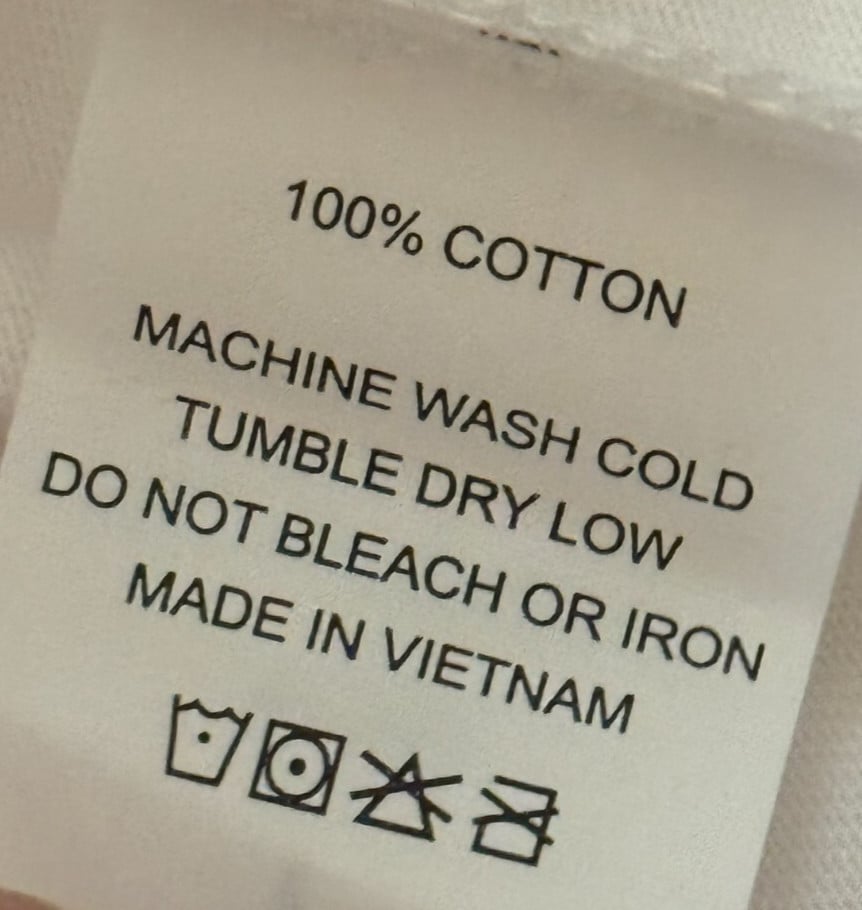 100% COTTON
MACHINE WASH COLD
TUMBLE DRY LOW
DO NOT BLEACH OR IRON
MADE IN VIETNAM